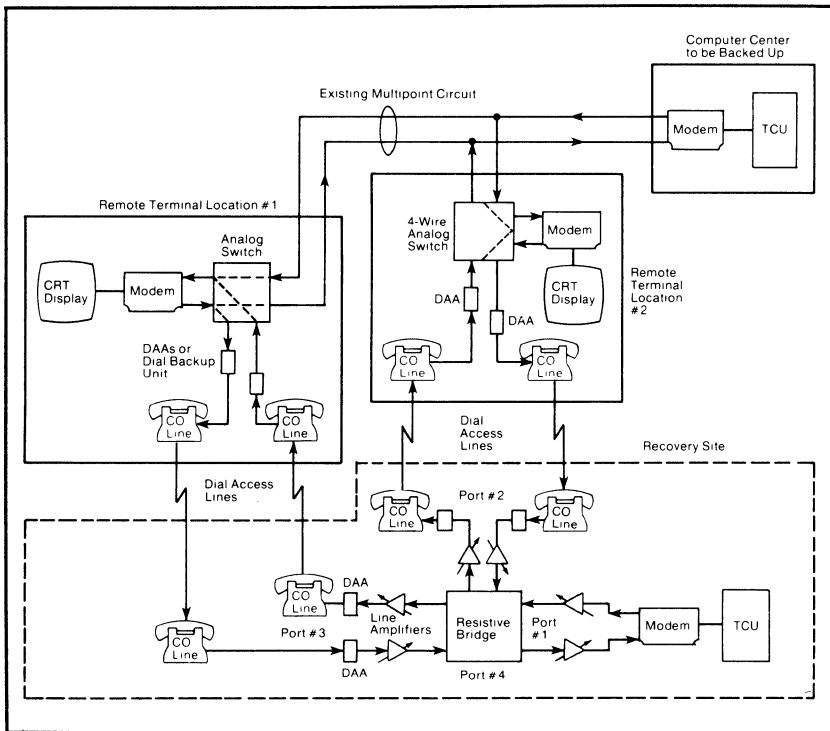 Computer Center
to be Backed Up
Existing Multipoint Circuit
Modem
TCU
Remote Terminal Location #1
Analog
Switch
4-Wire
Analog
Switch
Modem
CRT
Display
Modem
CRT
Display
Remote
Terminal
Location
#2
DAA
DAA
DAAs or
Dial Backup
Unit
CO
Line
CO
Line
CO
Line
CO
Line
Dial
Access
Lines
Recovery Site
Dial Access
Lines
CO
Line
Port #2
CO
Line
DAA
CO
Line
Line
Amplifiers
Resistive
Bridge
Port
#1
Modem
TCU
Port #3
CO
Line
DAA
Port #4